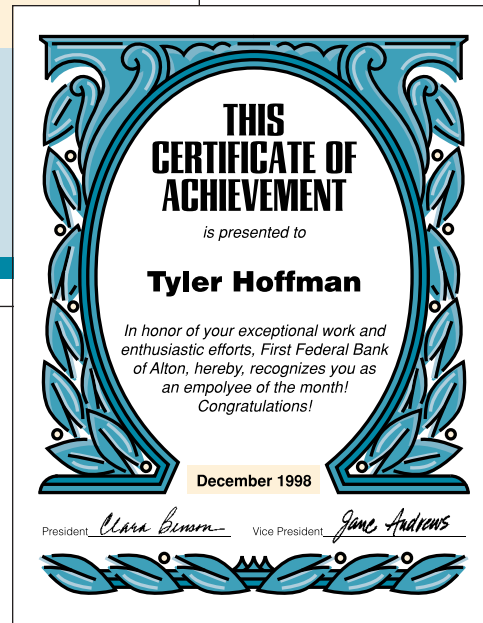 THIS
CERTIFICATE OF
ACHIEVEMENT
is presented to
Tyler Hoffman
In honor of your exceptional work and
enthusiastic efforts, First Federal Bank
of Alton, hereby, recognizes you as
an empolyee of the month!
Congratulations!
December 1998
President Clara Benson Vice President Jane Andrews